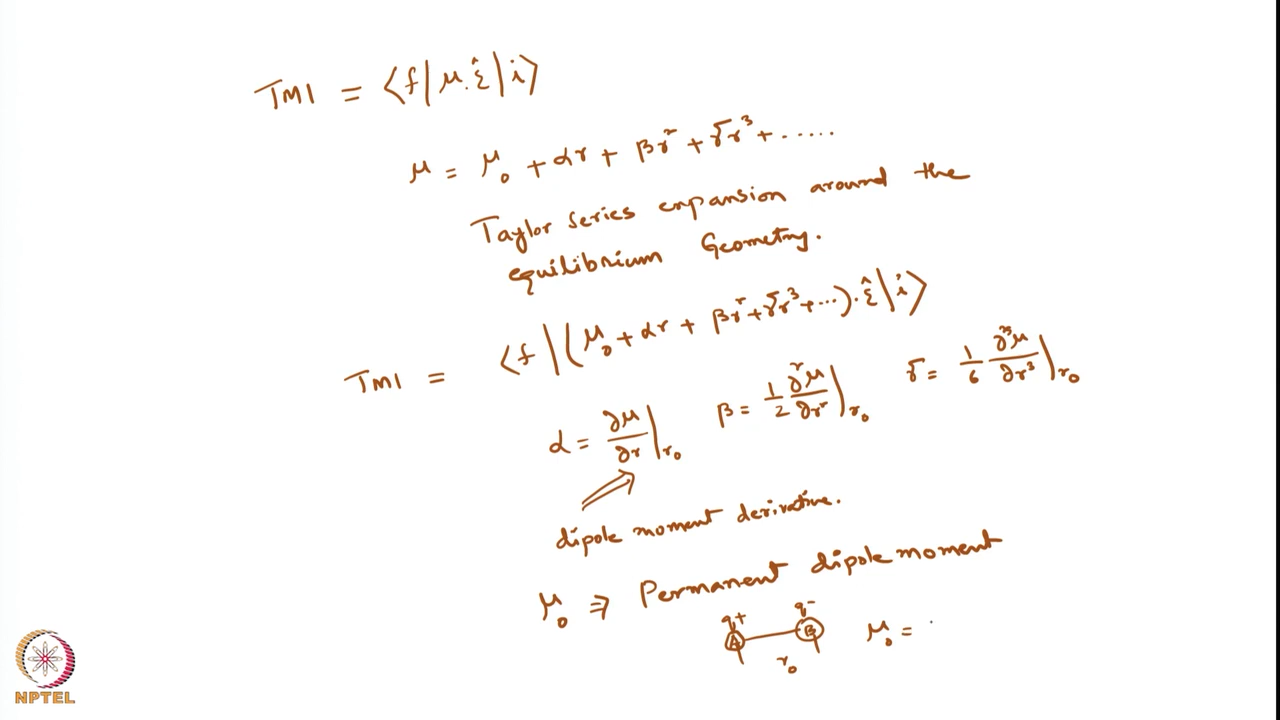 TMI = ⟨f|μ.ε̂|i⟩
μ = μ₀ + αr + βr² + γr³ + .....
Taylor series expansion around the
equilibrium Geometry.
TMI = ⟨f|(μ₀ + αr + βr² + γr³ + ...).ε̂|i⟩
α = ∂μ/∂r|r₀ β = 1/2 ∂²μ/∂r²|r₀ γ = 1/6 ∂³μ/∂r³|r₀
dipole moment derivative.
μ₀ ⇒ Permanent dipole moment
q+ q-
A B μ₀ =
r₀
NPTEL